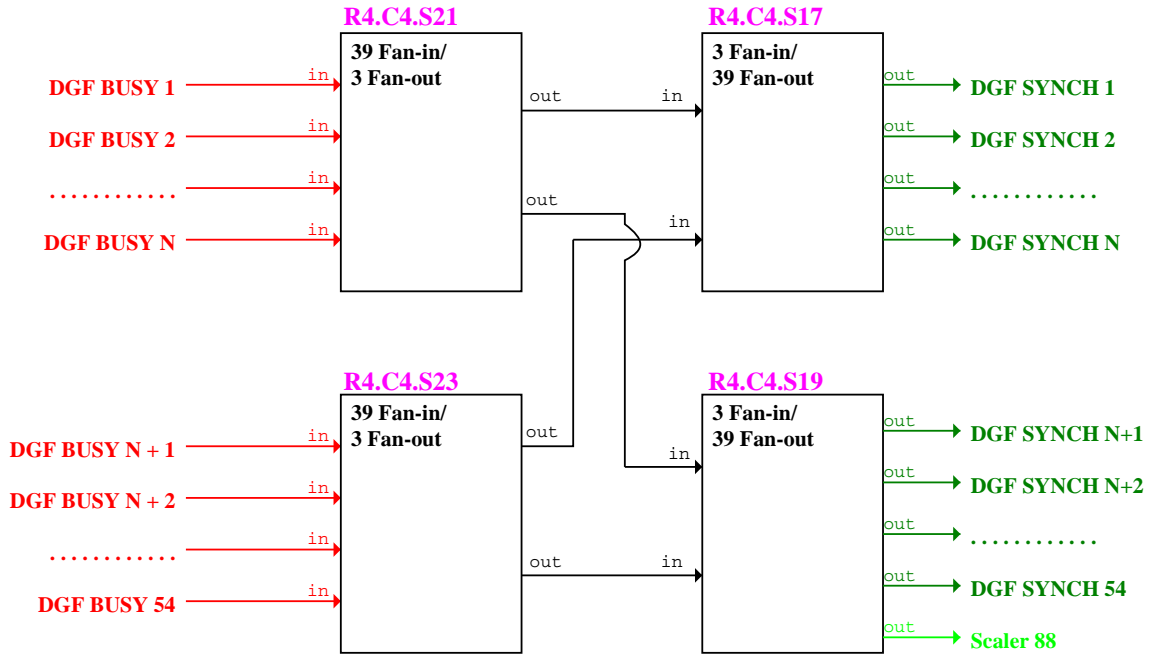 R4.C4.S21
R4.C4.S17
39 Fan-in/
3 Fan-out
3 Fan-in/
39 Fan-out
DGF BUSY 1
in
out
in
out
DGF SYNCH 1
DGF BUSY 2
in
out
DGF SYNCH 2
............
in
out
in
out
............
DGF BUSY N
in
out
DGF SYNCH N
R4.C4.S23
R4.C4.S19
39 Fan-in/
3 Fan-out
3 Fan-in/
39 Fan-out
DGF BUSY N + 1
in
out
in
out
DGF SYNCH N+1
DGF BUSY N + 2
in
out
DGF SYNCH N+2
............
in
out
in
out
............
DGF BUSY 54
in
out
DGF SYNCH 54
out
Scaler 88